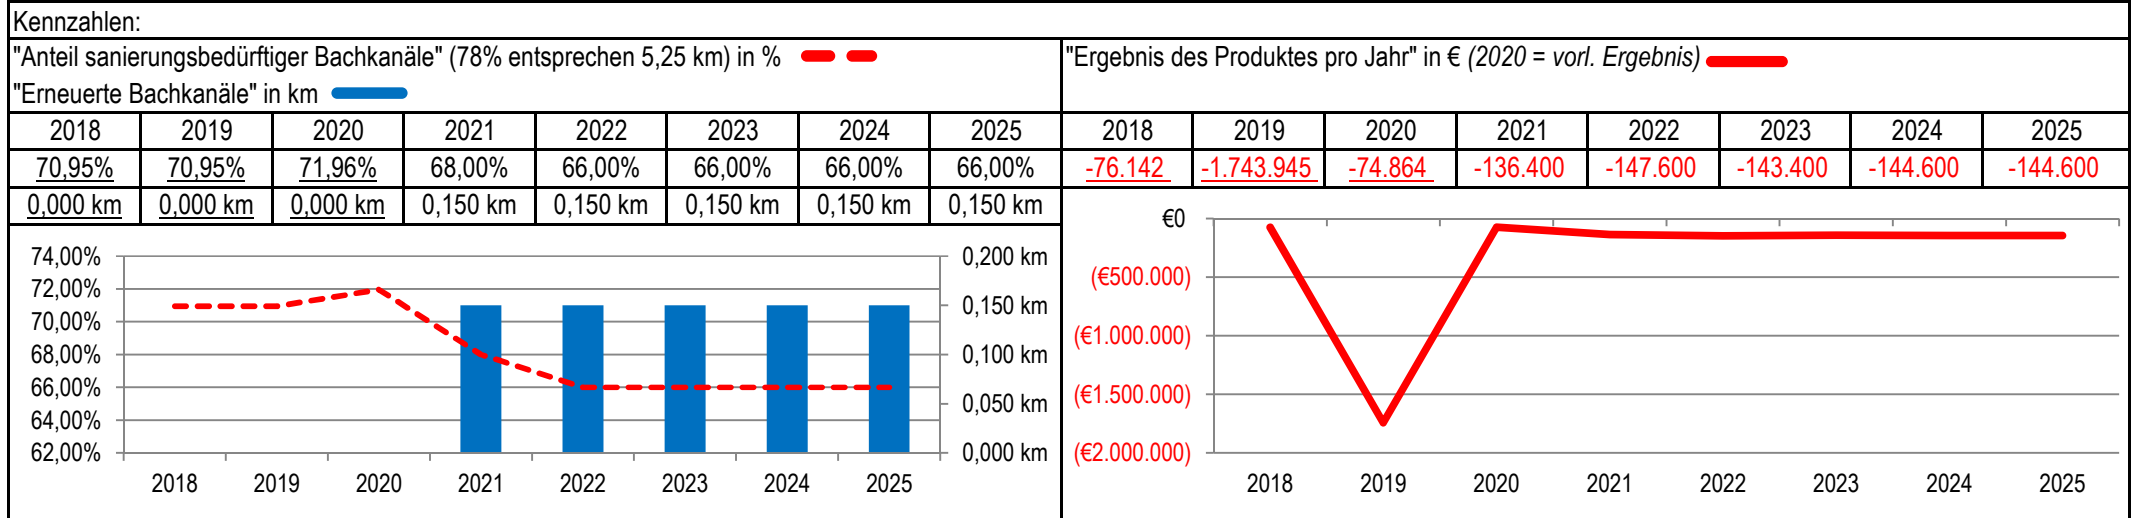 Kennzahlen:
"Anteil sanierungsbedürftiger Bachkanäle" (78% entsprechen 5,25 km) in %
"Erneuerte Bachkanäle" in km
2018 2019 2020 2021 2022 2023 2024 2025
70,95% 70,95% 71,96% 68,00% 66,00% 66,00% 66,00% 66,00%
0,000 km 0,000 km 0,000 km 0,150 km 0,150 km 0,150 km 0,150 km 0,150 km
74,00% 0,200 km
72,00%
70,00% 0,150 km
68,00% 0,100 km
66,00%
64,00% 0,050 km
62,00% 0,000 km
2018 2019 2020 2021 2022 2023 2024 2025
"Ergebnis des Produktes pro Jahr" in € (2020 = vorl. Ergebnis)
2018 2019 2020 2021 2022 2023 2024 2025
-76.142 -1.743.945 -74.864 -136.400 -147.600 -143.400 -144.600 -144.600
€0
(€500.000)
(€1.000.000)
(€1.500.000)
(€2.000.000)
2018 2019 2020 2021 2022 2023 2024 2025